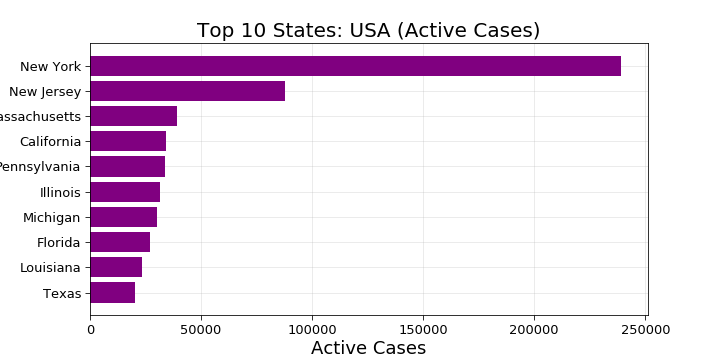 Top 10 States: USA (Active Cases)
New York
New Jersey
assachusetts
California
Pennsylvania
Illinois
Michigan
Florida
Louisiana
Texas
0 50000 100000 150000 200000 250000
Active Cases